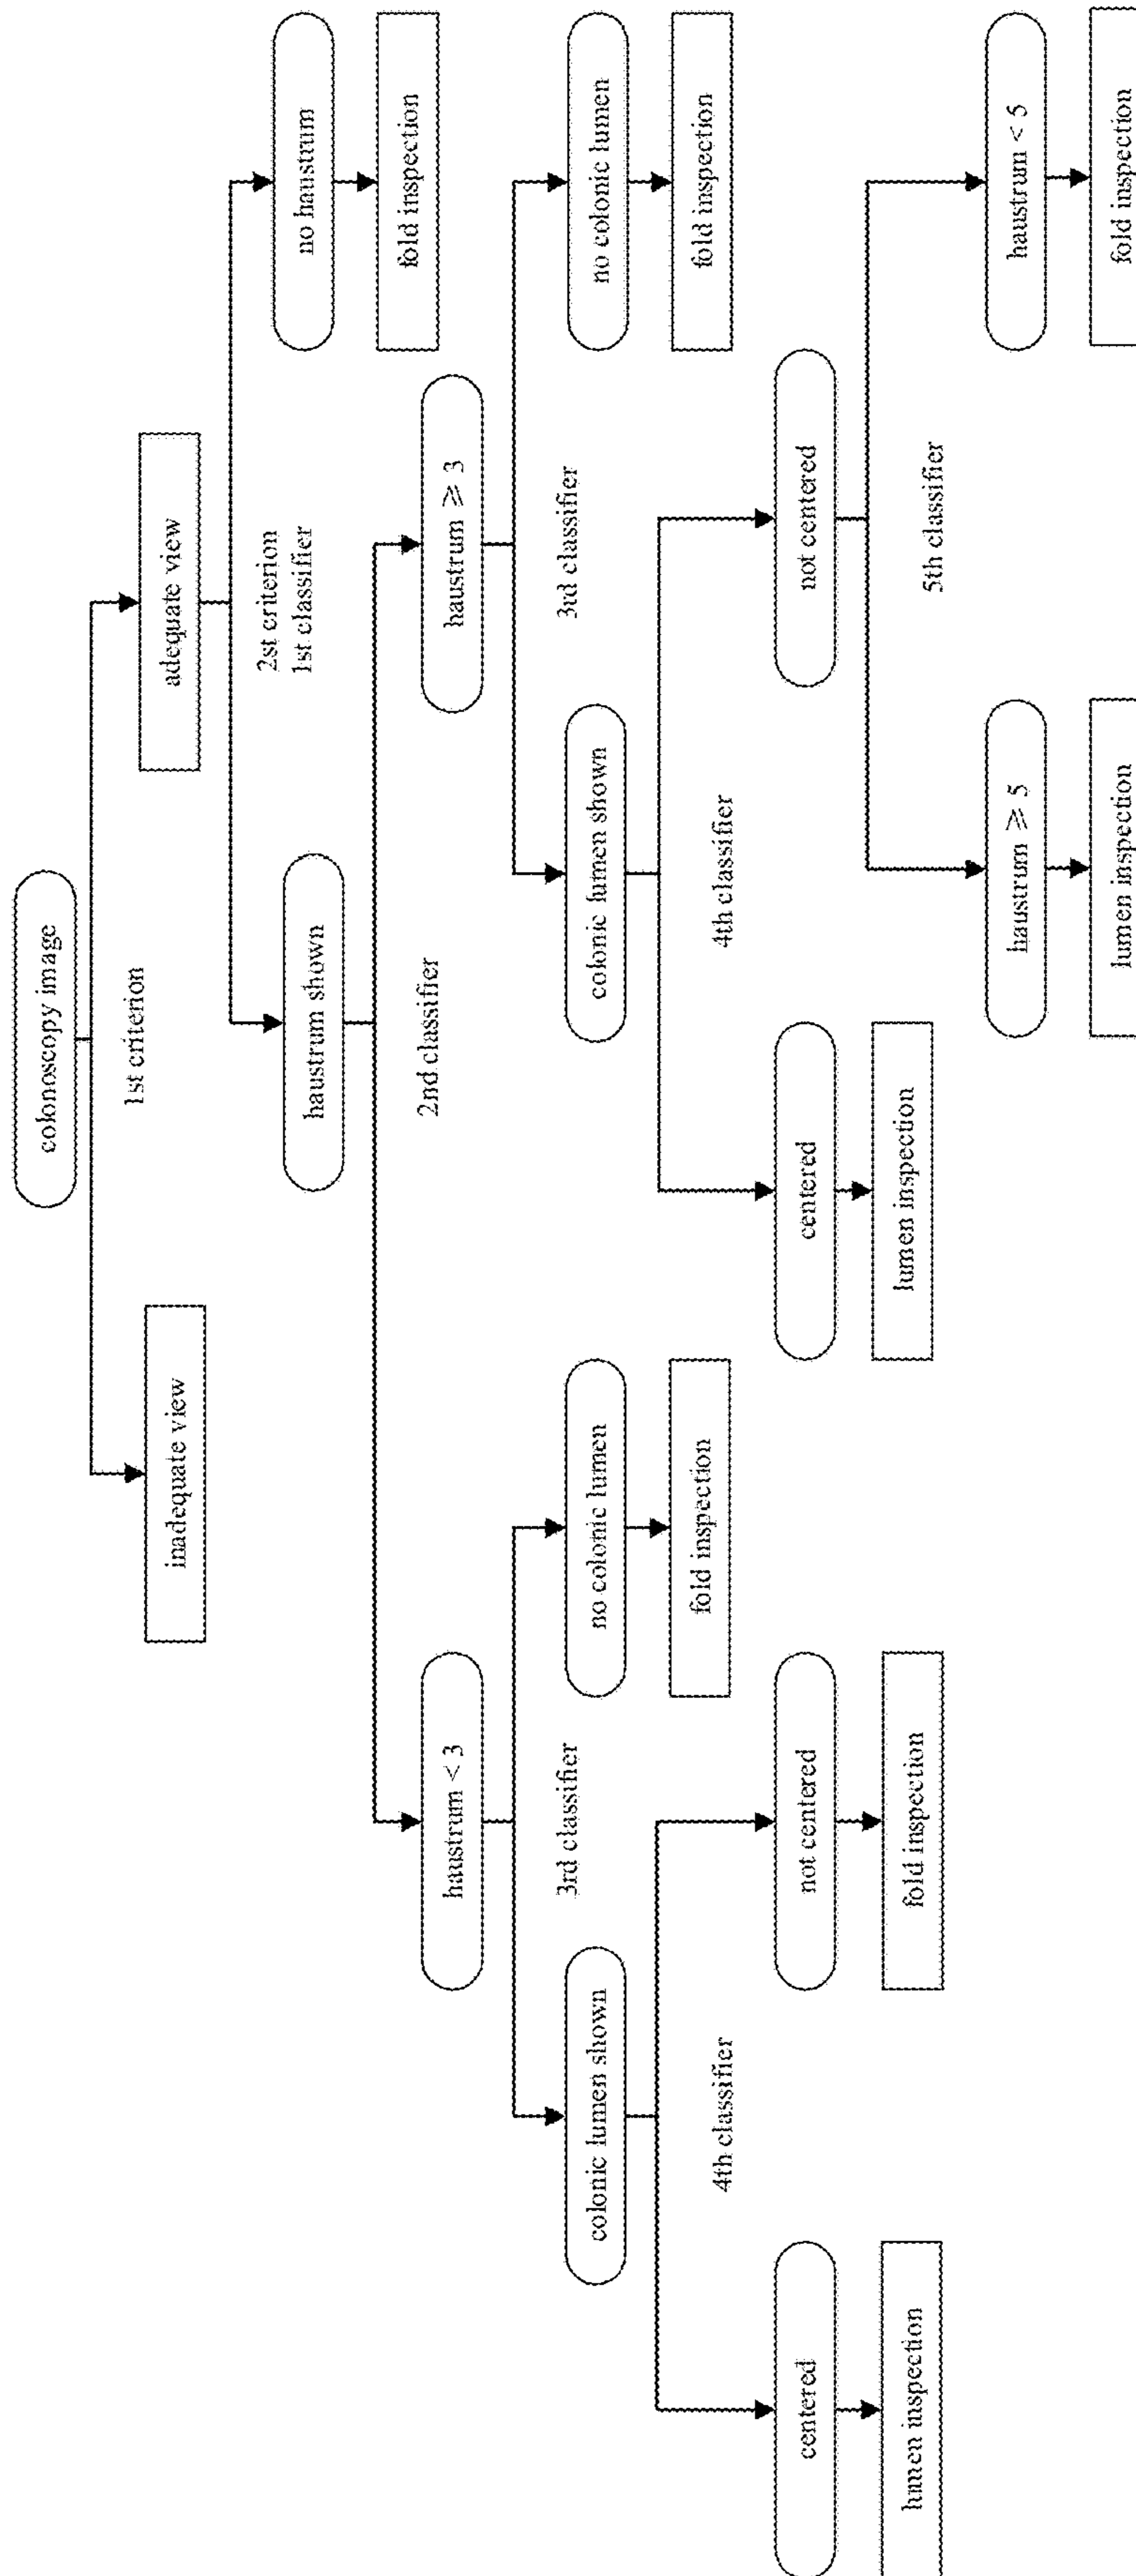 colonoscopy image
1st criterion
inadequate view
adequate view
2st criterion
1st classifier
haustrum shown
no haustrum
fold inspection
2nd classifier
haustrum < 3
haustrum ⩾ 3
3rd classifier
3rd classifier
colonic lumen shown
no colonic lumen
colonic lumen shown
no colonic lumen
fold inspection
fold inspection
4th classifier
4th classifier
centered
not centered
centered
not centered
lumen inspection
fold inspection
lumen inspection
5th classifier
haustrum ⩾ 5
haustrum < 5
lumen inspection
fold inspection